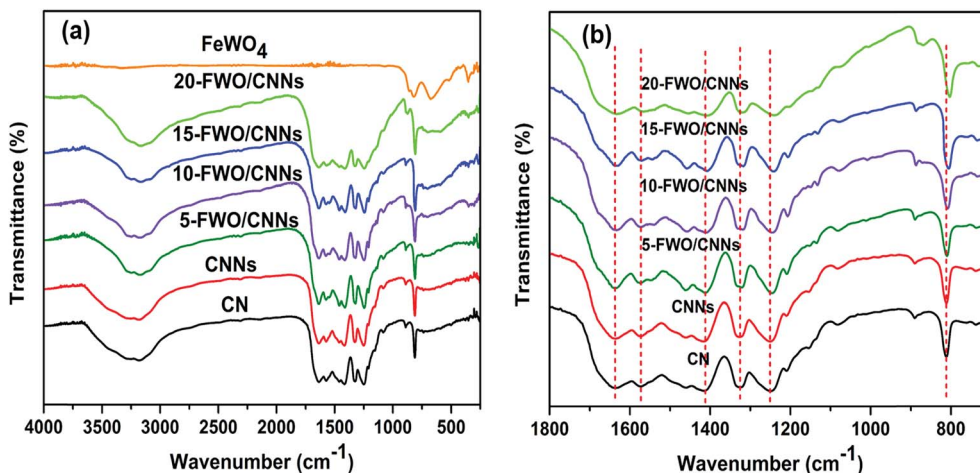 (a)
FeWO4
20-FWO/CNNs
15-FWO/CNNs
10-FWO/CNNs
5-FWO/CNNs
CNNs
CN
Transmittance (%)
4000 3500 3000 2500 2000 1500 1000 500
Wavenumber (cm-1)
(b)
20-FWO/CNNs
15-FWO/CNNs
10-FWO/CNNs
5-FWO/CNNs
CNNs
CN
Transmittance (%)
1800 1600 1400 1200 1000 800
Wavenumber (cm-1)